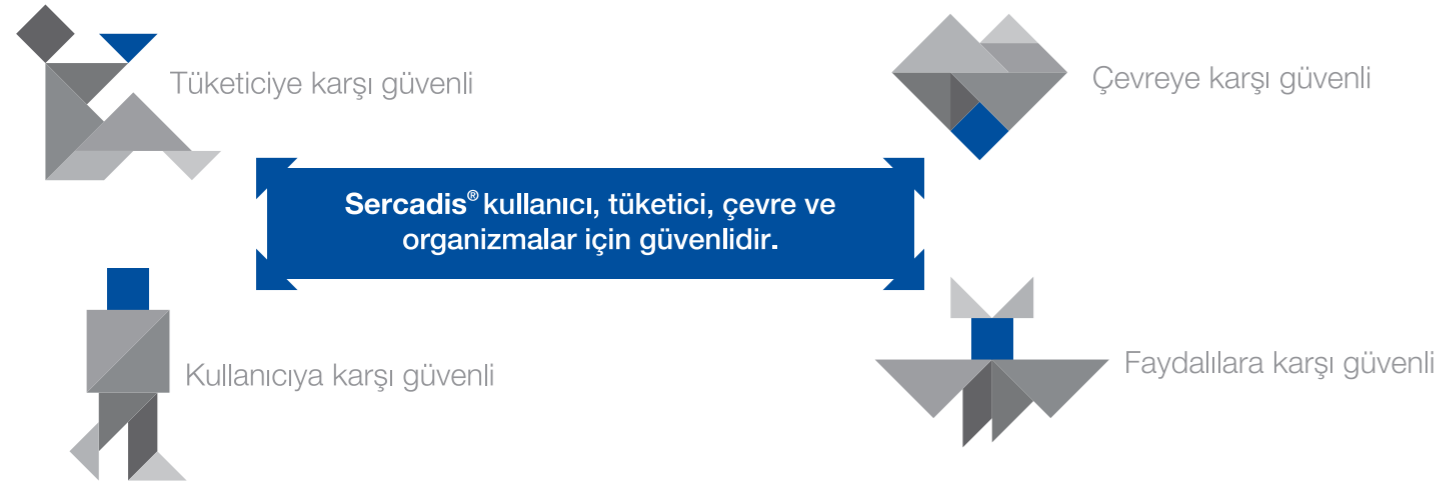 Tüketiciye karşı güvenli
Çevreye karşı güvenli
Sercadis® kullanıcı, tüketici, çevre ve
organizmalar için güvenlidir.
Kullanıcıya karşı güvenli
Faydalılara karşı güvenli